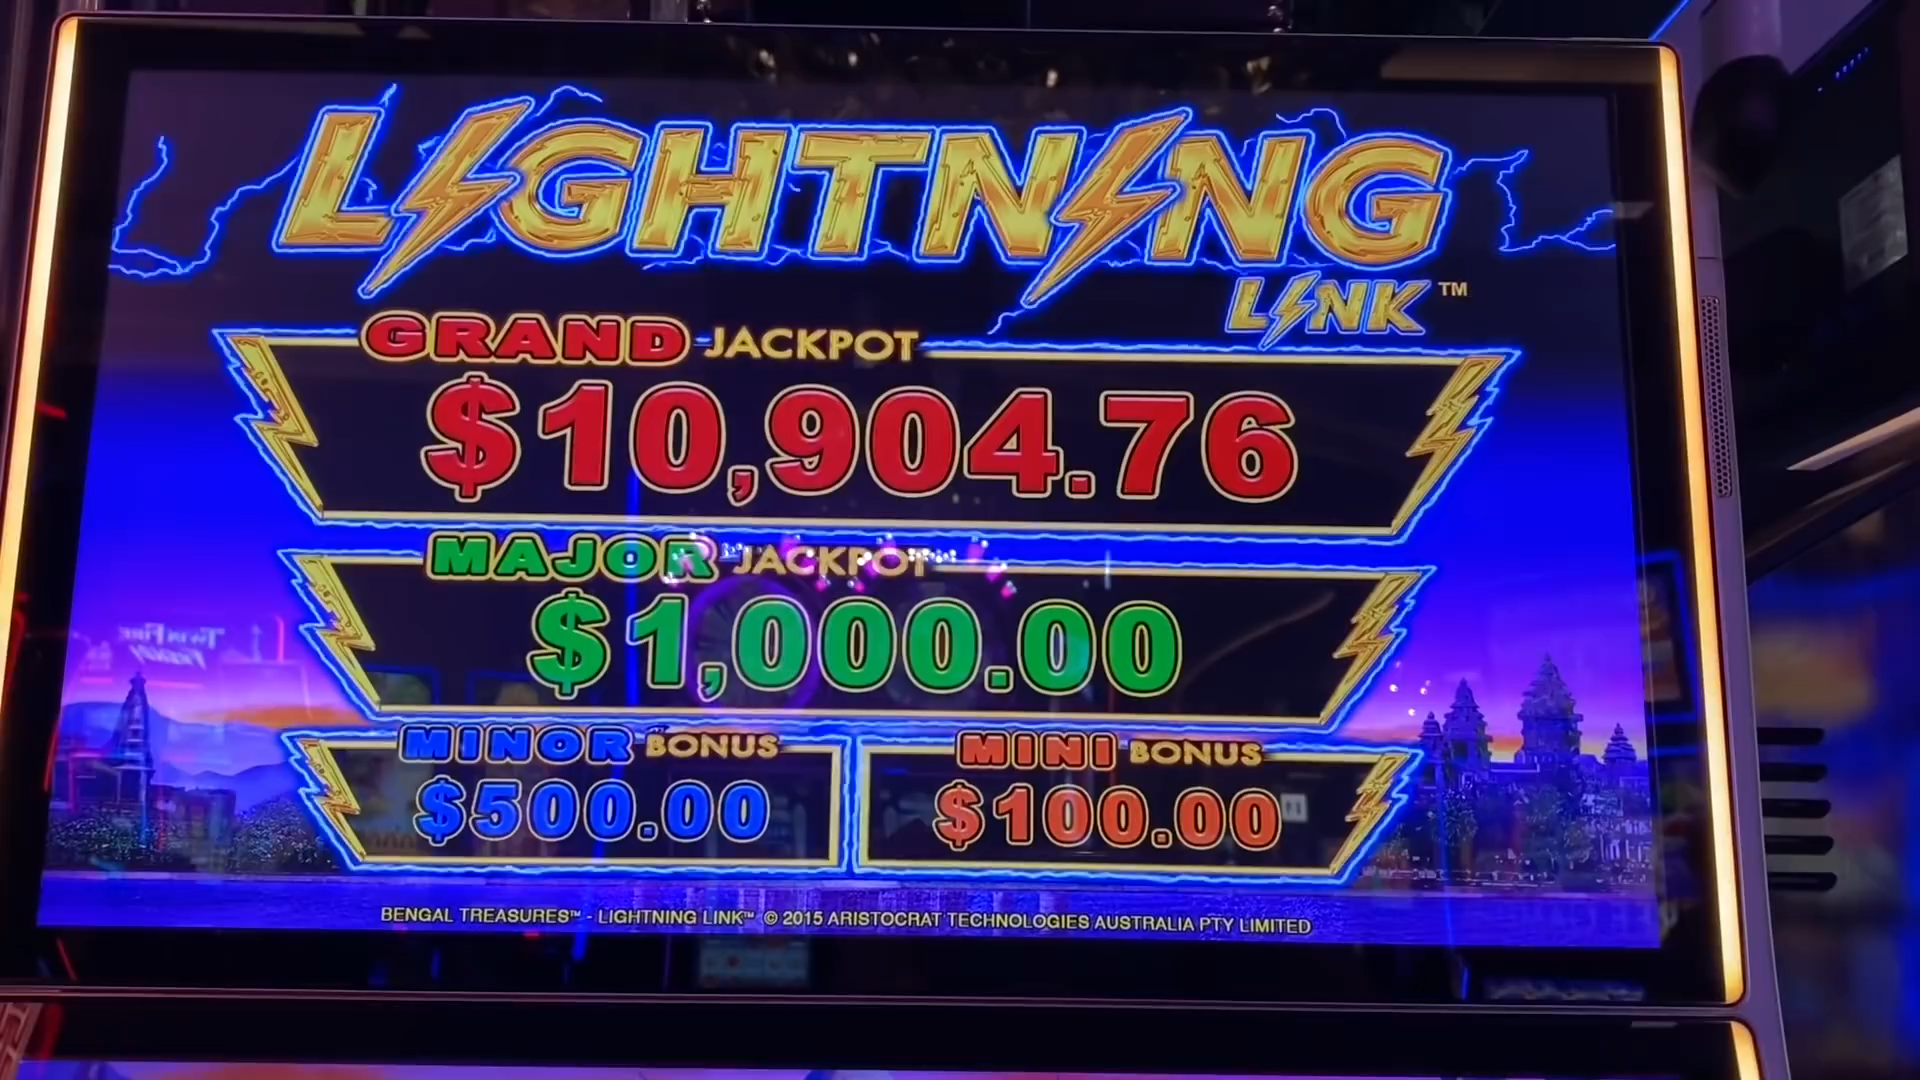 LIGHTNING
LINK™
GRAND JACKPOT
$10,904.76
MAJOR JACKPOT
$1,000.00
MINOR BONUS
$500.00
MINI BONUS
$100.00
BENGAL TREASURES™ - LIGHTNING LINK™ © 2015 ARISTOCRAT TECHNOLOGIES AUSTRALIA PTY LIMITED